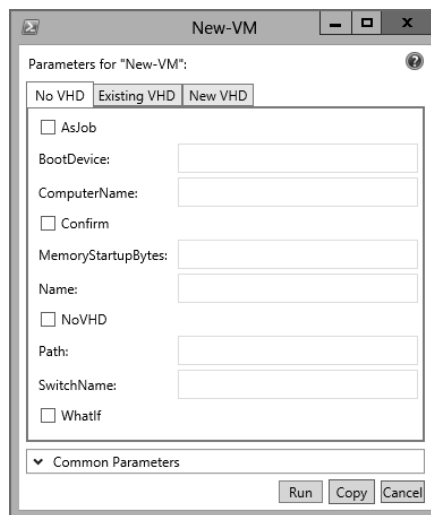 New-VM
Parameters for "New-VM":
No VHD Existing VHD New VHD
AsJob
BootDevice:
ComputerName:
Confirm
MemoryStartupBytes:
Name:
NoVHD
Path:
SwitchName:
WhatIf
Common Parameters
Run Copy Cancel